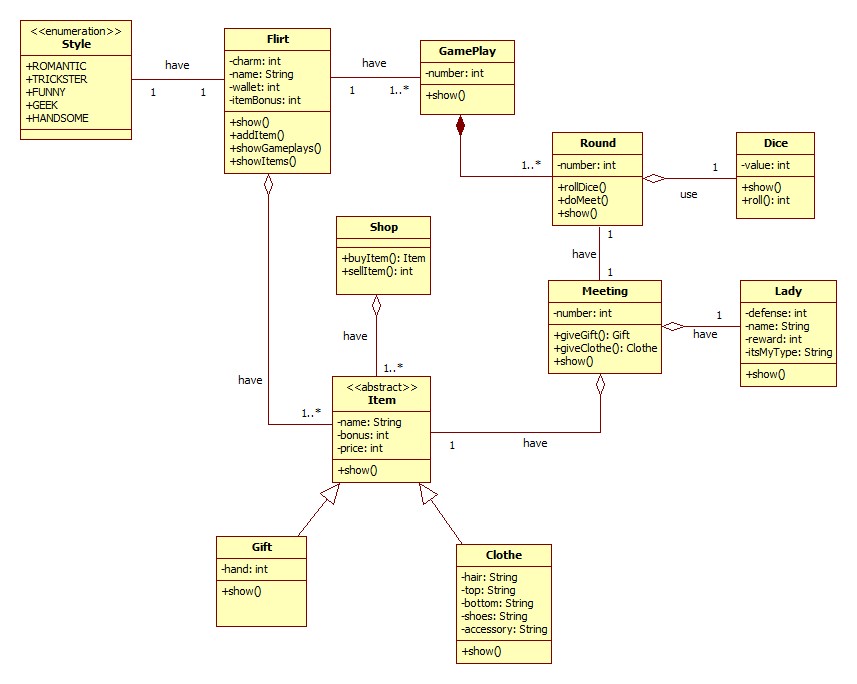 <<enumeration>>
Style
+ROMANTIC
+TRICKSTER
+FUNNY
+GEEK
+HANDSOME
have
1
1
Flirt
-charm: int
-name: String
-wallet: int
-itemBonus: int
+show()
+addItem()
+showGameplays()
+showItems()
have
1
1..*
GamePlay
-number: int
+show()
1..*
Round
-number: int
+rollDice()
+doMeet()
+show()
1
use
Dice
-value: int
+show()
+roll(): int
1
have
1
Shop
+buyItem(): Item
+sellItem(): int
have
1..*
Meeting
-number: int
+giveGift(): Gift
+giveClothe(): Clothe
+show()
1
have
Lady
-defense: int
-name: String
-reward: int
-itsMyType: String
+show()
have
1..*
<<abstract>>
Item
-name: String
-bonus: int
-price: int
+show()
1
have
Gift
-hand: int
+show()
Clothe
-hair: String
-top: String
-bottom: String
-shoes: String
-accessory: String
+show()